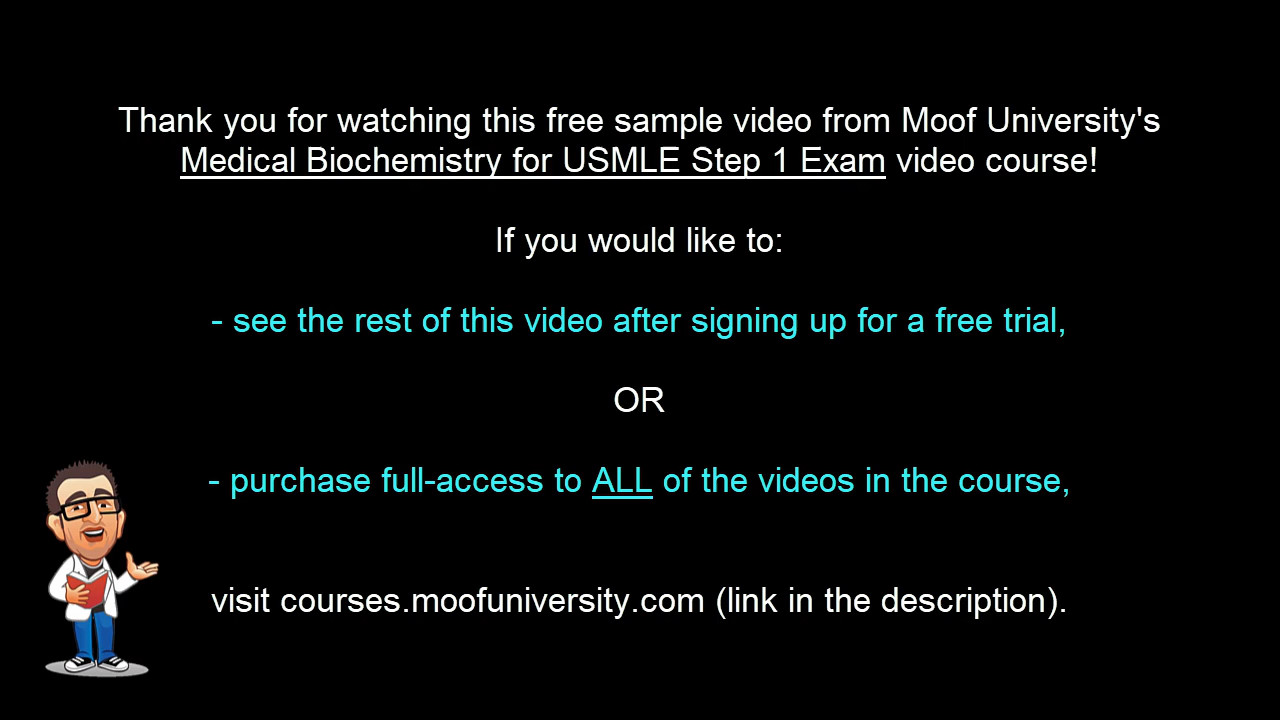 Thank you for watching this free sample video from Moof University's
Medical Biochemistry for USMLE Step 1 Exam video course!
If you would like to:
- see the rest of this video after signing up for a free trial,
OR
- purchase full-access to ALL of the videos in the course,
visit courses.moofuniversity.com (link in the description).